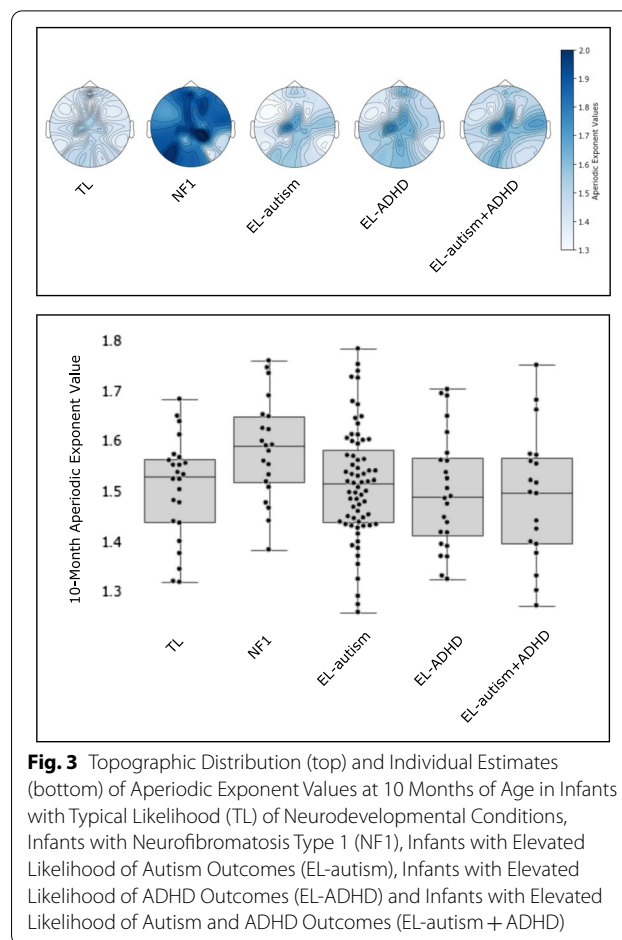 2.0
1.9
1.8
1.7
1.6
1.5
1.4
1.3
Aperiodic Exponent Values
TL
NF1
EL-autism
EL-ADHD
EL-autism+ADHD
10-Month Aperiodic Exponent Value
1.8
1.7
1.6
1.5
1.4
1.3
TL
NF1
EL-autism
EL-ADHD
EL-autism+ADHD
Fig. 3 Topographic Distribution (top) and Individual Estimates
(bottom) of Aperiodic Exponent Values at 10 Months of Age in Infants
with Typical Likelihood (TL) of Neurodevelopmental Conditions,
Infants with Neurofibromatosis Type 1 (NF1), Infants with Elevated
Likelihood of Autism Outcomes (EL-autism), Infants with Elevated
Likelihood of ADHD Outcomes (EL-ADHD) and Infants with Elevated
Likelihood of Autism and ADHD Outcomes (EL-autism + ADHD)